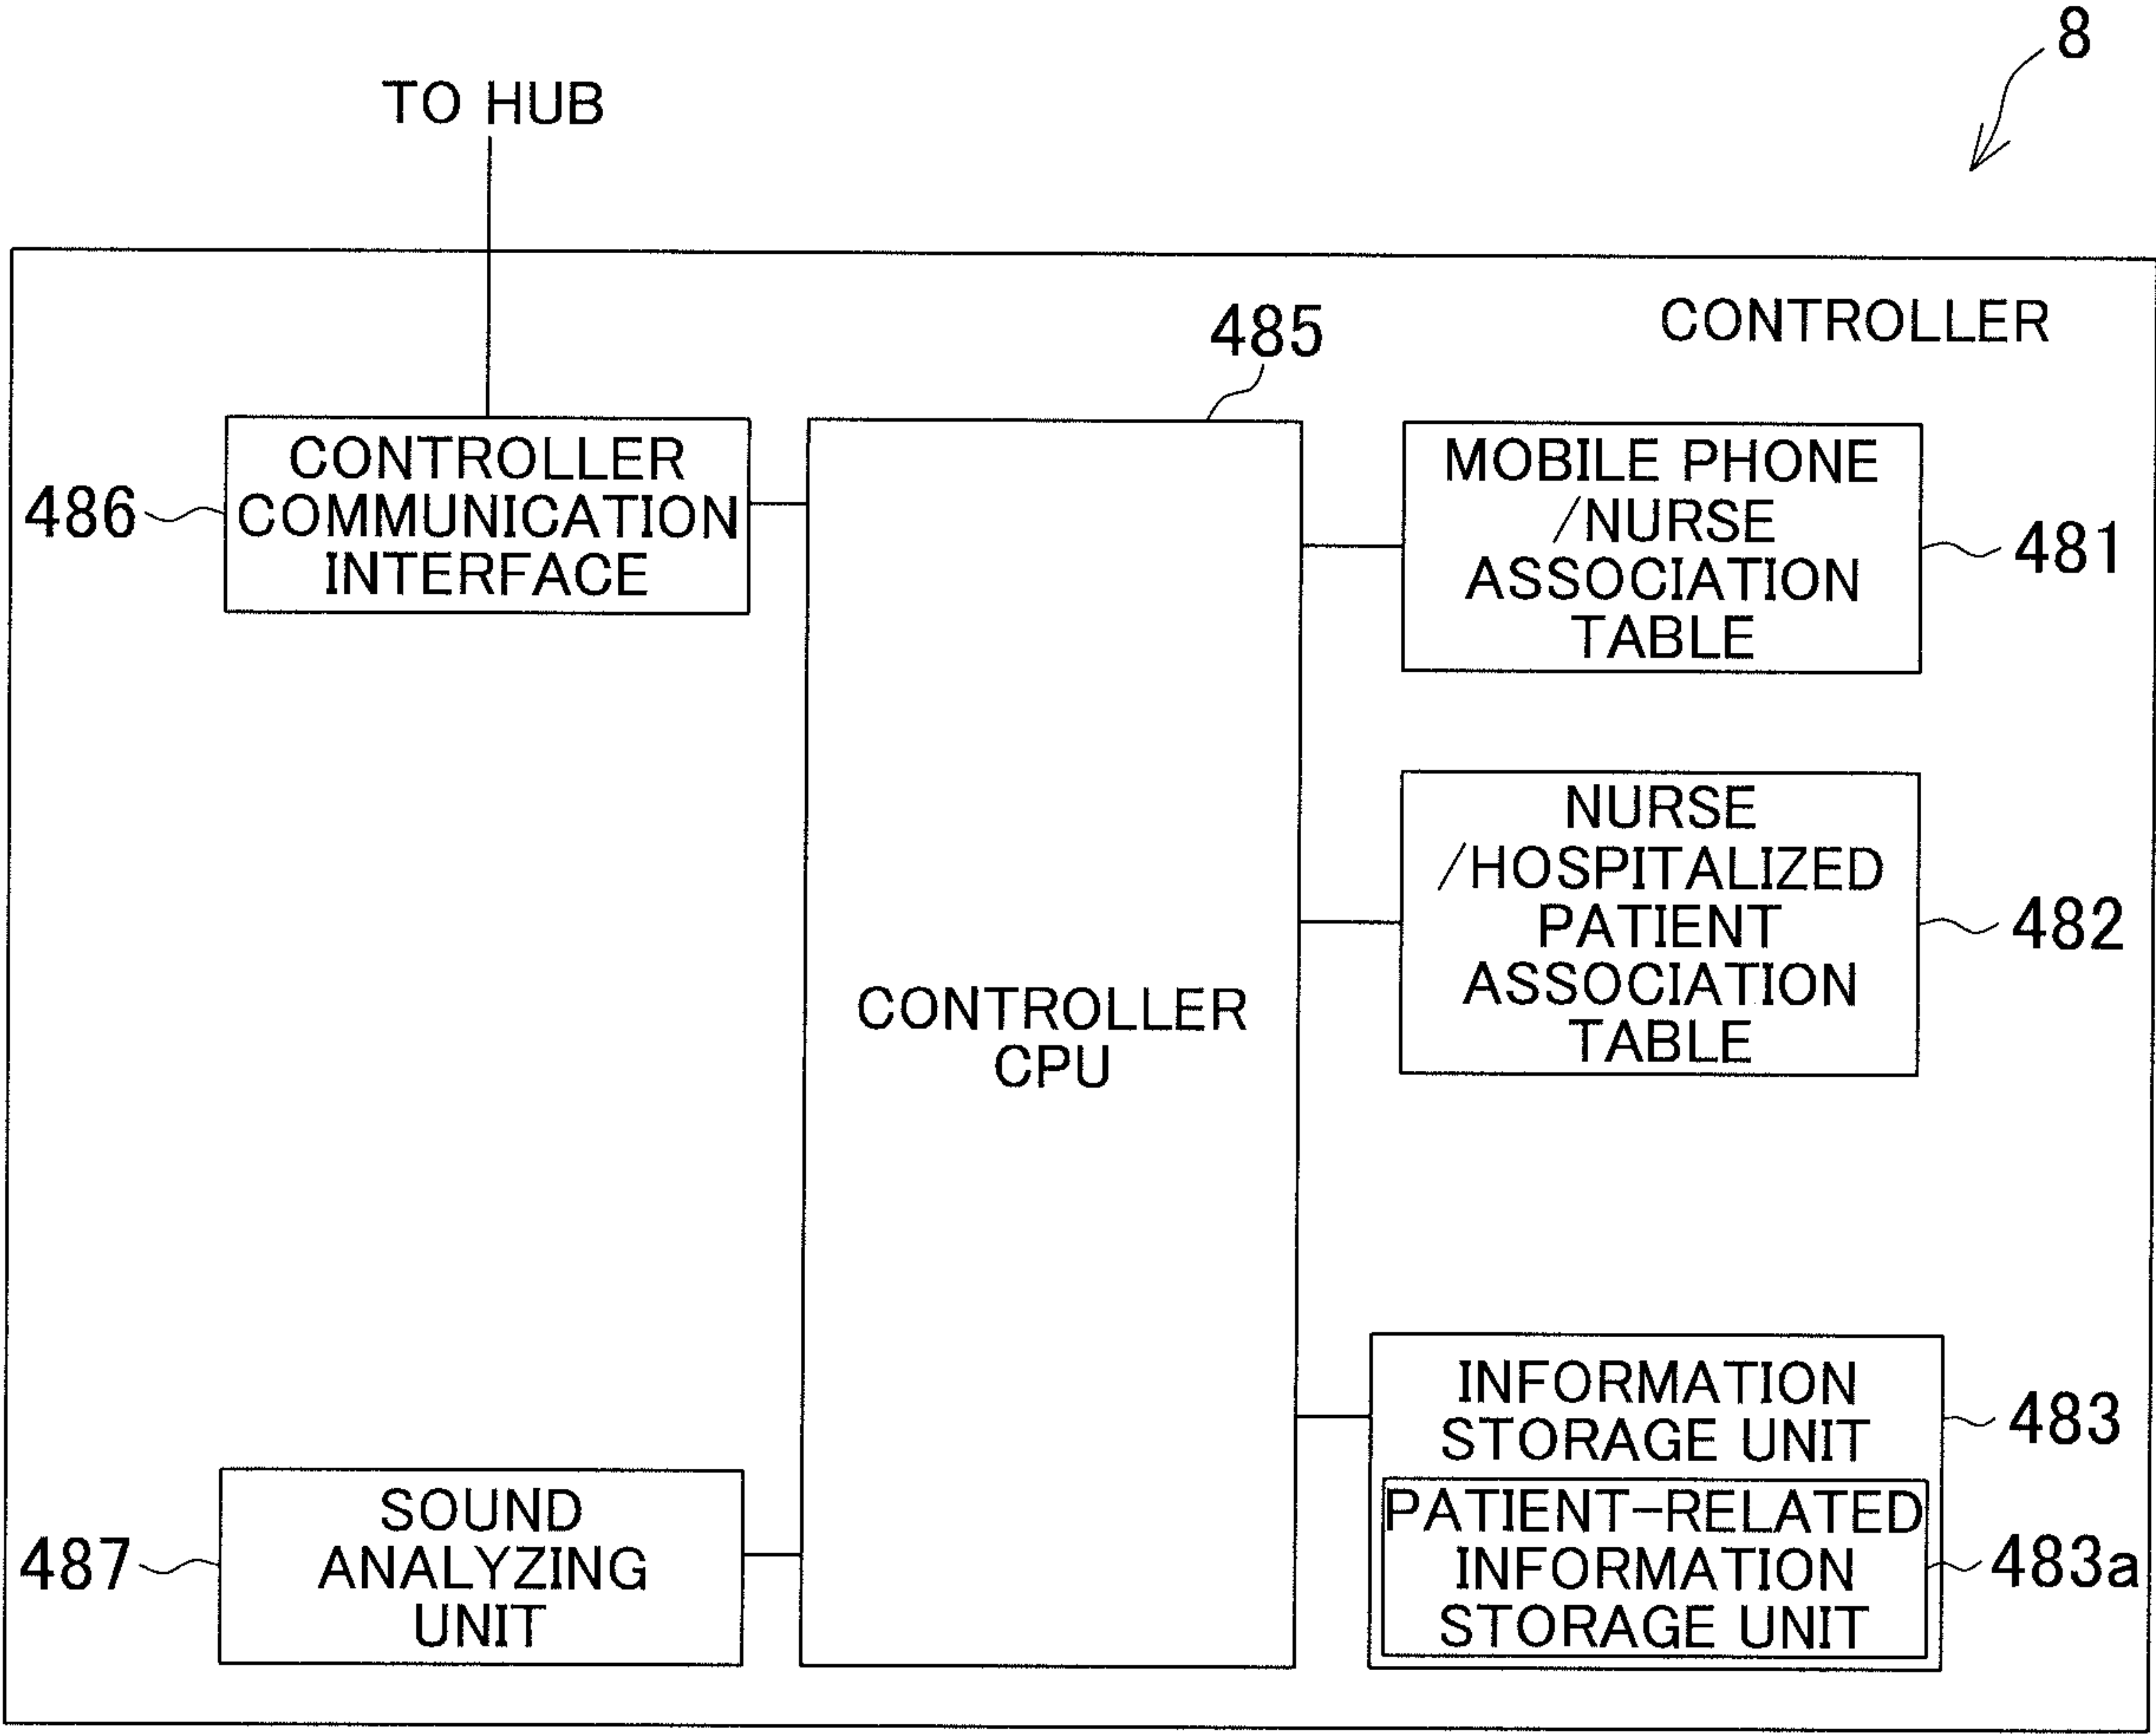 8
TO HUB
CONTROLLER
485
CONTROLLER
COMMUNICATION
INTERFACE
486
MOBILE PHONE
/NURSE
ASSOCIATION
TABLE
481
NURSE
/HOSPITALIZED
PATIENT
ASSOCIATION
TABLE
482
CONTROLLER
CPU
INFORMATION
STORAGE UNIT
483
PATIENT-RELATED
INFORMATION
STORAGE UNIT
483a
SOUND
ANALYZING
UNIT
487